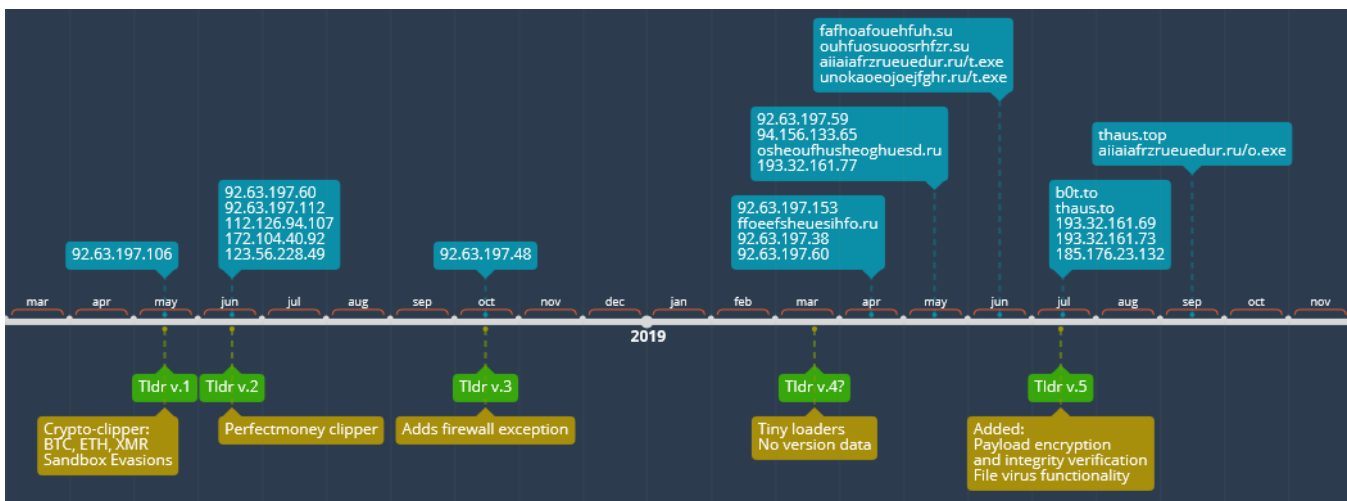 fafhoafouehfuh.su
ouhfuosuoosrhfzr.su
aiiaiafrzrueuedur.ru/t.exe
unokaoeojoejfghr.ru/t.exe
92.63.197.59
94.156.133.65
osheoufhusheoghuesd.ru
193.32.161.77
thaus.top
aiiaiafrzrueuedur.ru/o.exe
92.63.197.60
92.63.197.112
112.126.94.107
172.104.40.92
123.56.228.49
92.63.197.153
ffoeefsheuesihfo.ru
92.63.197.38
92.63.197.60
b0t.to
thaus.to
193.32.161.69
193.32.161.73
185.176.23.132
92.63.197.106
92.63.197.48
mar apr may jun jul aug sep oct nov dec jan feb mar apr may jun jul aug sep oct nov
2019
Tldr v.1
Tldr v.2
Tldr v.3
Tldr v.4?
Tldr v.5
Crypto-clipper:
BTC, ETH, XMR
Sandbox Evasions
Perfectmoney clipper
Adds firewall exception
Tiny loaders
No version data
Added:
Payload encryption
and integrity verification
File virus functionality